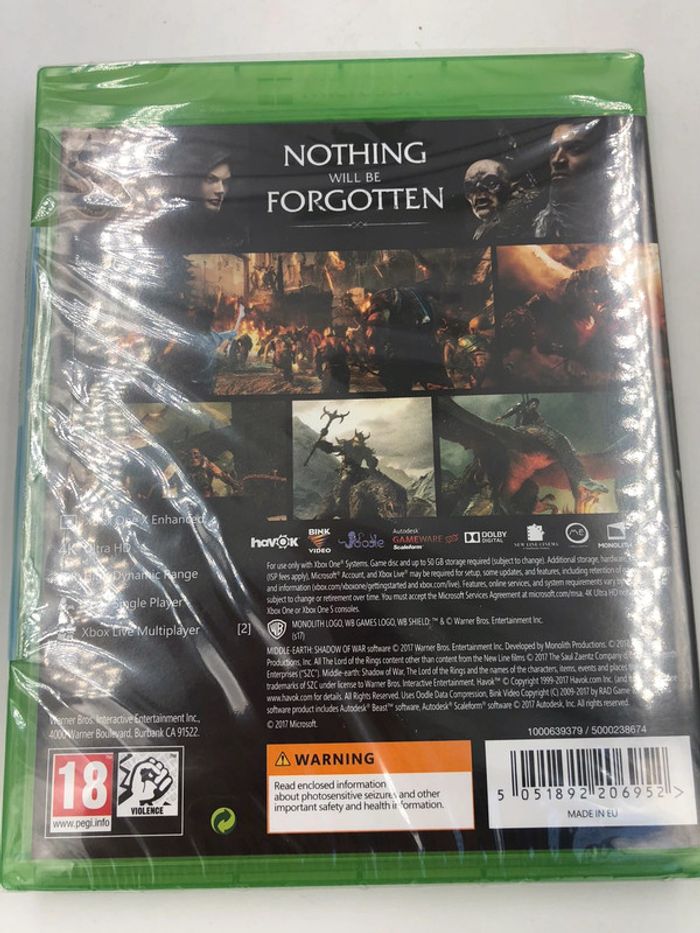 NOTHING
WILL BE
FORGOTTEN
Xbox One X Enhanced
4K Ultra HD
Dynamic Range
Single Player
Xbox Live Multiplayer [2]
havok
BINK
VIDEO
Oodle
Autodesk
GAMEWARE
Scaleform
DOLBY
DIGITAL
NEW LINE CINEMA
ME
MONOLITH
For use only with Xbox One® Systems. Game disc and up to 50 GB storage required (subject to change). Additional storage, hardware
(ISP fees apply), Microsoft® Account, and Xbox Live® may be required for setup, some updates, and features, including retention of
and information (xbox.com/xboxone/gettingstarted and xbox.com/live). Features, online services, and system requirements vary by
subject to change or retirement over time. You must accept the Microsoft Services Agreement at microsoft.com/msa. 4K Ultra HD not
Xbox One or Xbox One S consoles.
WB
MONOLITH LOGO, WB GAMES LOGO, WB SHIELD: ™ & © Warner Bros. Entertainment Inc.
(s17)
MIDDLE-EARTH: SHADOW OF WAR software © 2017 Warner Bros. Entertainment Inc. Developed by Monolith Productions. © 2017
Productions, Inc. All The Lord of the Rings content other than content from the New Line films © 2017 The Saul Zaentz Company
Enterprises ("SZC"). Middle-earth: Shadow of War, The Lord of the Rings and the names of the characters, items, events and places
trademarks of SZC under license to Warner Bros. Interactive Entertainment. Havok™ © Copyright 1999-2017 Havok.com Inc. (and
www.havok.com for details. All Rights Reserved. Uses Oodle Data Compression, Bink Video Copyright (C) 2009-2017 by RAD Game
software product includes Autodesk® Beast™ software, Autodesk® Scaleform® software © 2017 Autodesk, Inc. All rights reserved.
© 2017 Microsoft.
Warner Bros. Interactive Entertainment Inc.,
4000 Warner Boulevard, Burbank CA 91522.
1000639379 / 5000238674
18
www.pegi.info
VIOLENCE
WARNING
Read enclosed information
about photosensitive seizures and other
important safety and health information.
5 051892 206952 >
MADE IN EU